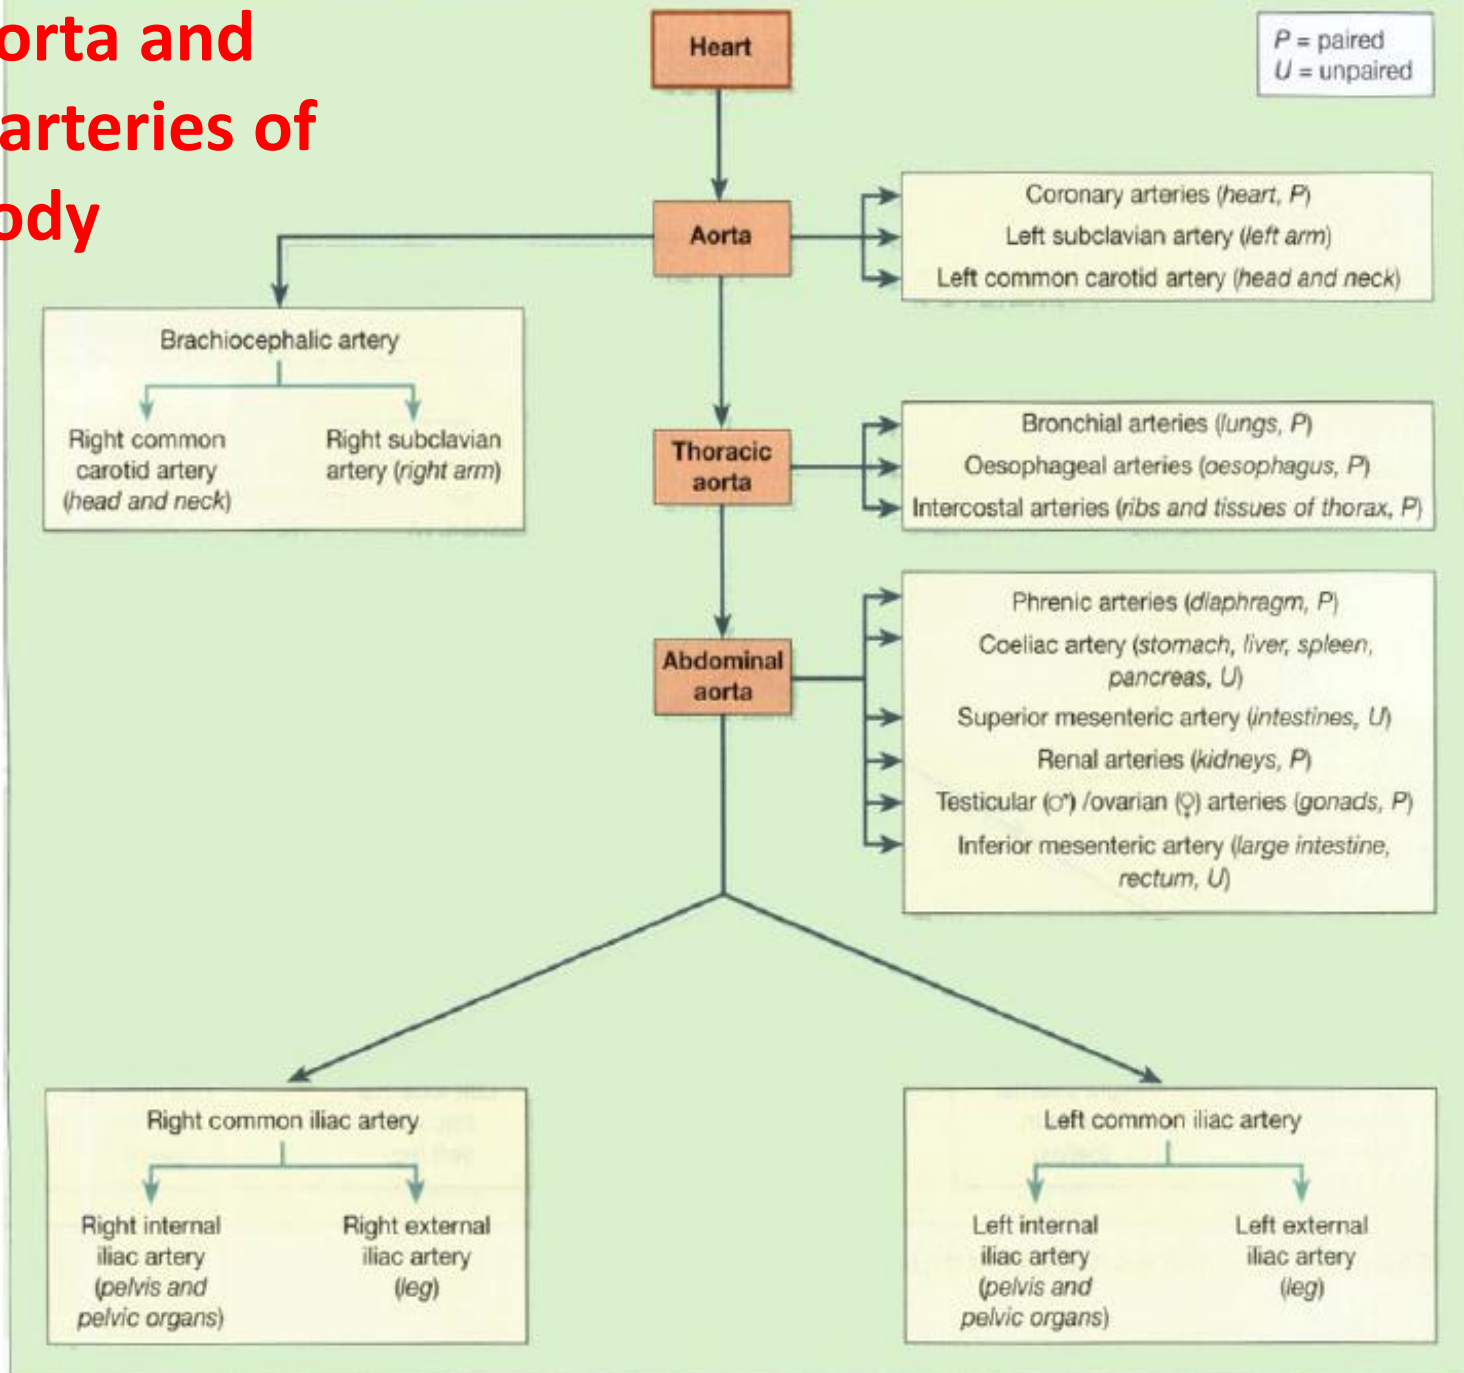 orta and
arteries of
ody
Heart
P = paired
U = unpaired
Aorta
Coronary arteries (heart, P)
Left subclavian artery (left arm)
Left common carotid artery (head and neck)
Brachiocephalic artery
Right common
carotid artery
(head and neck)
Right subclavian
artery (right arm)
Thoracic
aorta
Bronchial arteries (lungs, P)
Oesophageal arteries (oesophagus, P)
Intercostal arteries (ribs and tissues of thorax, P)
Abdominal
aorta
Phrenic arteries (diaphragm, P)
Coeliac artery (stomach, liver, spleen,
pancreas, U)
Superior mesenteric artery (intestines, U)
Renal arteries (kidneys, P)
Testicular (♂) /ovarian (♀) arteries (gonads, P)
Inferior mesenteric artery (large intestine,
rectum, U)
Right common iliac artery
Right internal
iliac artery
(pelvis and
pelvic organs)
Right external
iliac artery
(leg)
Left common iliac artery
Left internal
iliac artery
(pelvis and
pelvic organs)
Left external
iliac artery
(leg)